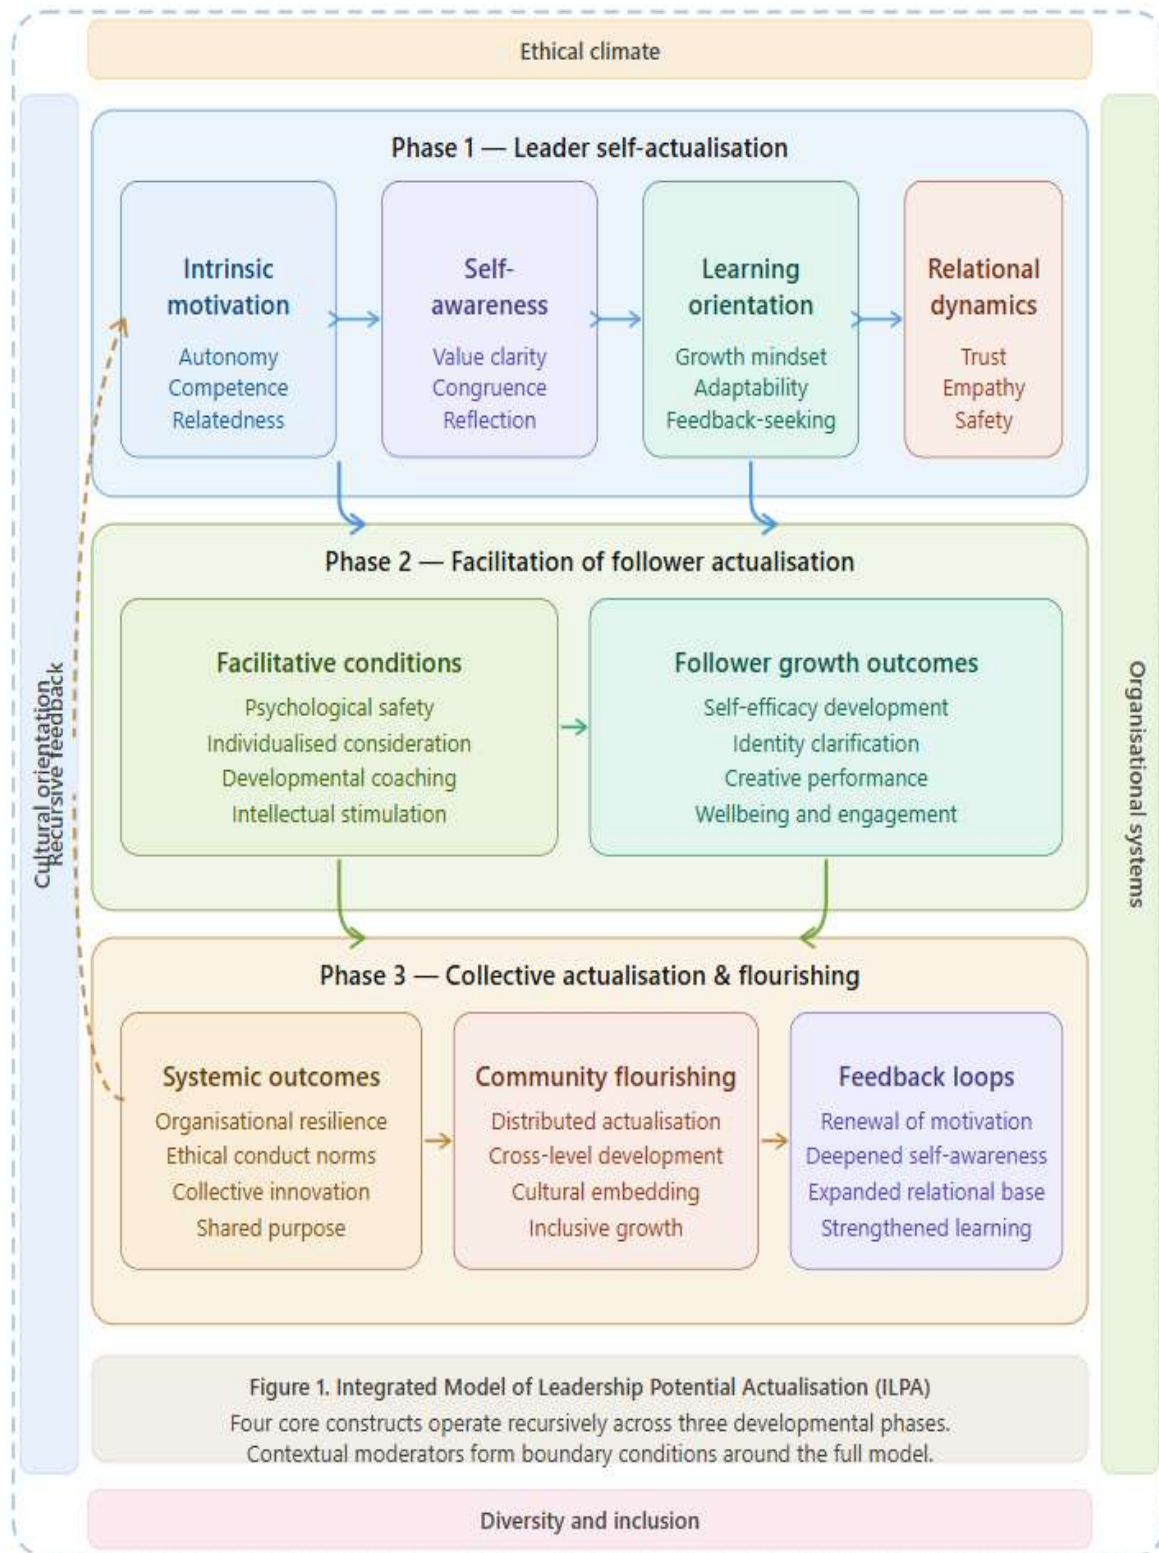 Ethical climate
Phase 1 — Leader self-actualisation
Intrinsic
motivation
Autonomy
Competence
Relatedness
Self-
awareness
Value clarity
Congruence
Reflection
Learning
orientation
Growth mindset
Adaptability
Feedback-seeking
Relational
dynamics
Trust
Empathy
Safety
Phase 2 — Facilitation of follower actualisation
Facilitative conditions
Psychological safety
Individualised consideration
Developmental coaching
Intellectual stimulation
Follower growth outcomes
Self-efficacy development
Identity clarification
Creative performance
Wellbeing and engagement
Cultural orientation
Recursive feedback
Organisational systems
Phase 3 — Collective actualisation & flourishing
Systemic outcomes
Organisational resilience
Ethical conduct norms
Collective innovation
Shared purpose
Community flourishing
Distributed actualisation
Cross-level development
Cultural embedding
Inclusive growth
Feedback loops
Renewal of motivation
Deepened self-awareness
Expanded relational base
Strengthened learning
Figure 1. Integrated Model of Leadership Potential Actualisation (ILPA)
Four core constructs operate recursively across three developmental phases.
Contextual moderators form boundary conditions around the full model.
Diversity and inclusion